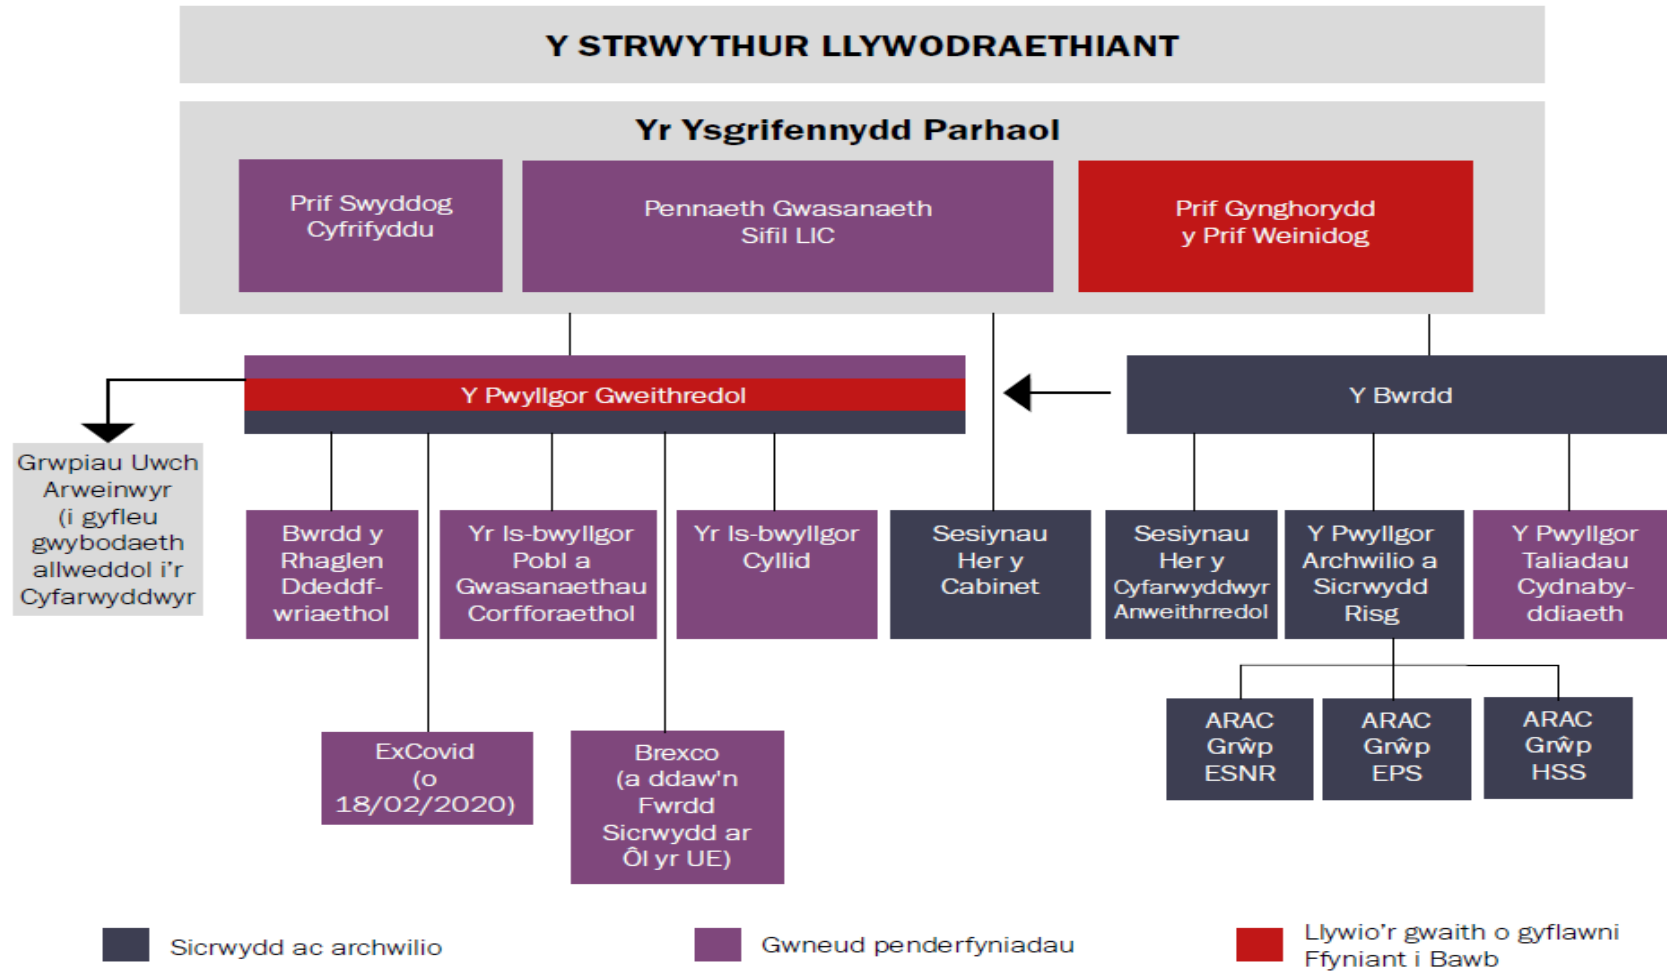 Y STRWYTHUR LLYWODRAETHIANT
Yr Ysgrifennydd Parhaol
Prif Swyddog
Cyfrifyddu
Pennaeth Gwasanaeth
Sifil LlC
Prif Gynghorydd
y Prif Weinidog
Y Pwyllgor Gweithredol
Y Bwrdd
Grwpiau Uwch
Arweinwyr
(i gyfleu
gwybodaeth
allweddol i'r
Cyfarwyddwyr
Bwrdd y
Rhaglen
Ddeddf-
wriaethol
Yr Is-bwyllgor
Pobl a
Gwasanaethau
Corfforaethol
Yr Is-bwyllgor
Cyllid
Sesiynau
Her y
Cabinet
Sesiynau
Her y
Cyfarwyddwyr
Anweithrredol
Y Pwyllgor
Archwilio a
Sicrwydd
Risg
Y Pwyllgor
Taliadau
Cydnaby-
ddiaeth
ExCovid
(o
18/02/2020)
Brexco
(a ddaw'n
Fwrdd
Sicrwydd ar
Ôl yr UE)
ARAC
Grŵp
ESNR
ARAC
Grŵp
EPS
ARAC
Grŵp
HSS
Sicrwydd ac archwilio
Gwneud penderfyniadau
Llywio'r gwaith o gyflawni
Ffyniant i Bawb